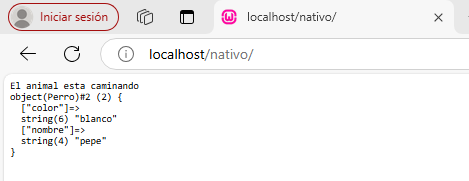 Iniciar sesión
localhost/nativo/
localhost/nativo/
El animal esta caminando
object(Perro)#2 (2) {
  ["color"]=>
  string(6) "blanco"
  ["nombre"]=>
  string(4) "pepe"
}